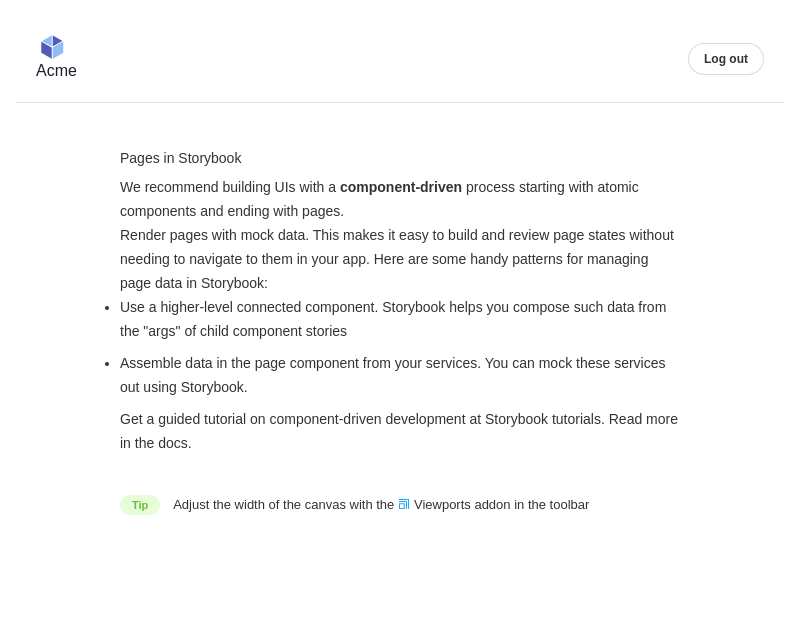 Acme
Log out
Pages in Storybook
We recommend building UIs with a component-driven process starting with atomic
components and ending with pages.
Render pages with mock data. This makes it easy to build and review page states without
needing to navigate to them in your app. Here are some handy patterns for managing
page data in Storybook:
Use a higher-level connected component. Storybook helps you compose such data from
the "args" of child component stories
Assemble data in the page component from your services. You can mock these services
out using Storybook.
Get a guided tutorial on component-driven development at Storybook tutorials. Read more
in the docs.
Tip Adjust the width of the canvas with the Viewports addon in the toolbar